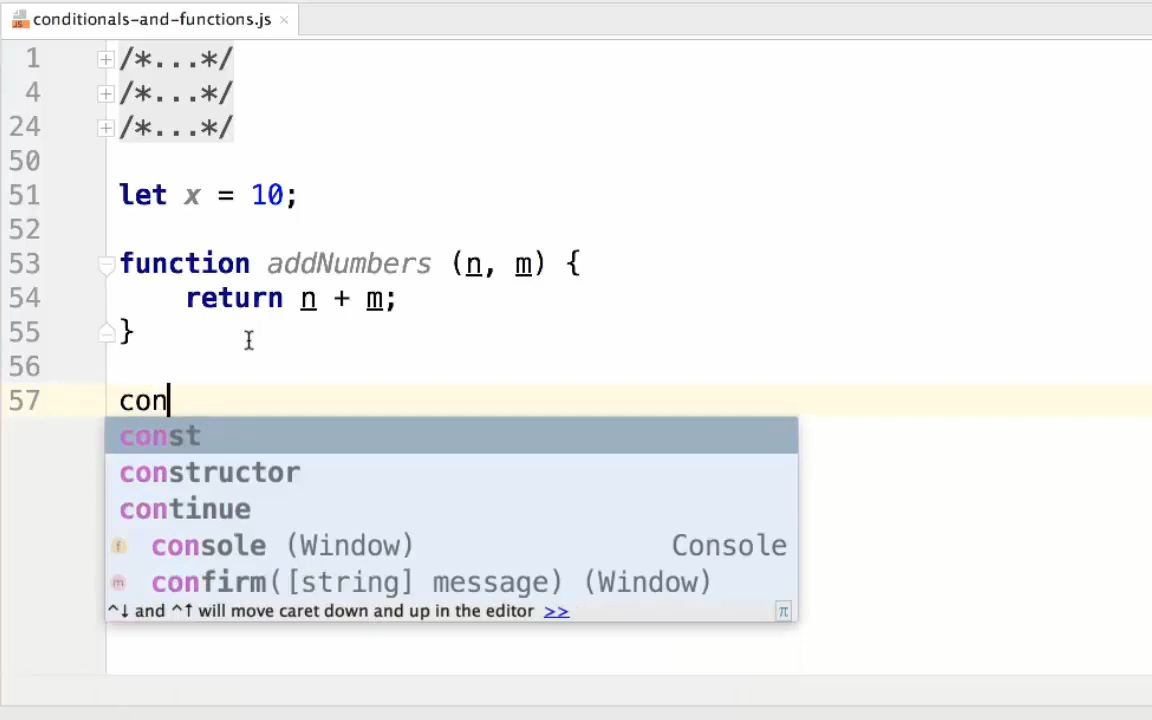 conditionals-and-functions.js ×
1 /*...*/
4 /*...*/
24 /*...*/
50
51 let x = 10;
52
53 function addNumbers (n, m) {
54 return n + m;
55 }
56
57 con
const
constructor
continue
f console (Window) Console
m confirm([string] message) (Window)
^↓ and ^↑ will move caret down and up in the editor >> π